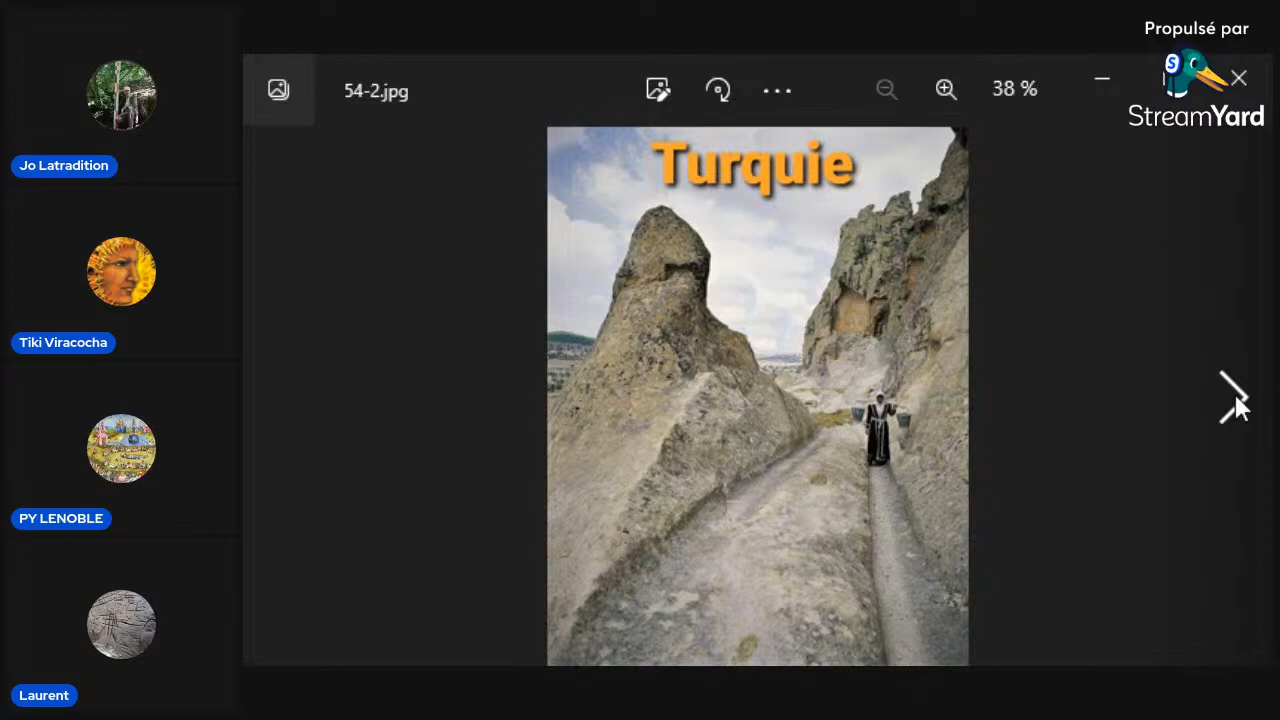 Propulsé par
StreamYard
54-2.jpg
38 %
Turquie
Jo Latradition
Tiki Viracocha
PY LENOBLE
Laurent